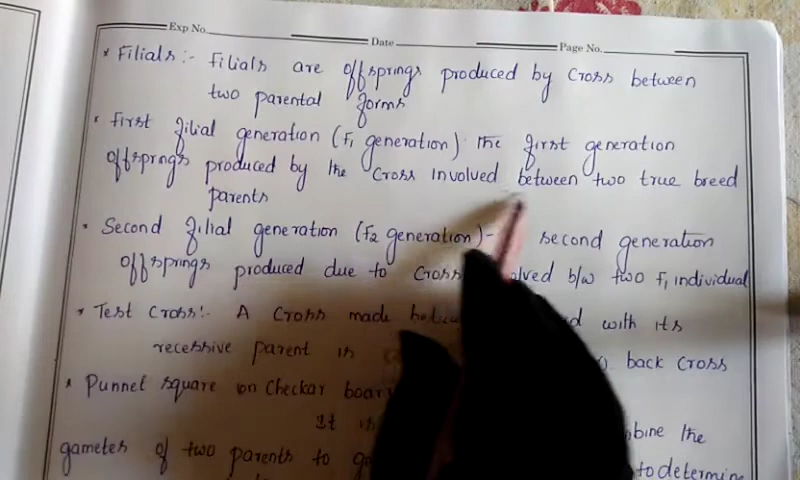 Exp No.
Date
Page No.
* Filials :- Filials are offsprings produced by Cross between
two parental forms
* First filial generation (F1 generation) The first generation
offsprings produced by the Cross involved between two true breed
parents
* Second filial generation (F2 generation) - second generation
offsprings produced due to Cross b/w two F1 individual
* Test Cross :- A Cross made with its
recessive parent is back cross
* Punnet square on Checkar
It is the
gametes of two parents to to determine